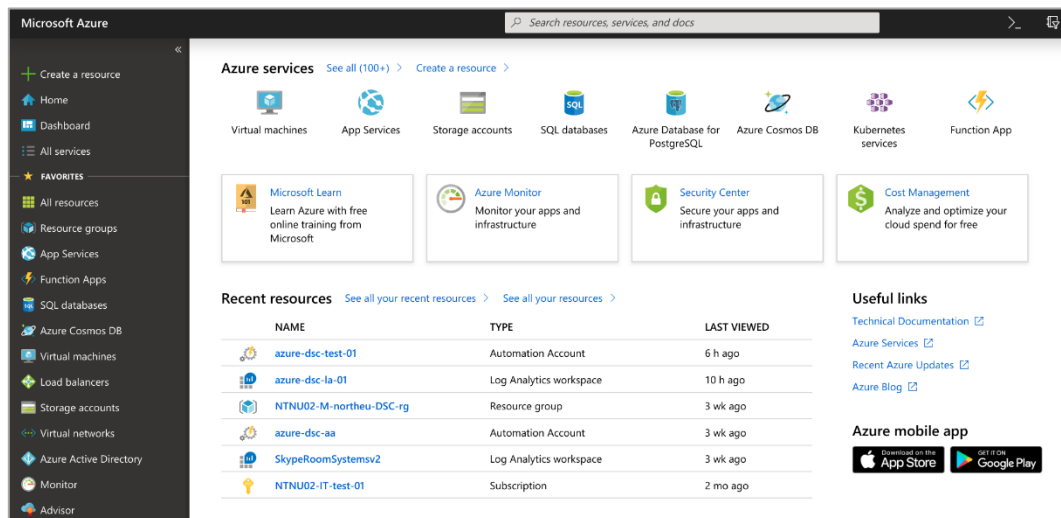 Microsoft Azure
Search resources, services, and docs
>_
«
Create a resource
Home
Dashboard
All services
FAVORITES
All resources
Resource groups
App Services
Function Apps
SQL databases
Azure Cosmos DB
Virtual machines
Load balancers
Storage accounts
Virtual networks
Azure Active Directory
Monitor
Advisor
Azure services See all (100+) > Create a resource >
SQL
Virtual machines
App Services
Storage accounts
SQL databases
Azure Database for
PostgreSQL
Azure Cosmos DB
Kubernetes
services
Function App
Microsoft Learn
Learn Azure with free
online training from
Microsoft
Azure Monitor
Monitor your apps and
infrastructure
Security Center
Secure your apps and
infrastructure
Cost Management
Analyze and optimize your
cloud spend for free
Recent resources See all your recent resources > See all your resources >
NAME TYPE LAST VIEWED
azure-dsc-test-01 Automation Account 6 h ago
azure-dsc-la-01 Log Analytics workspace 10 h ago
NTNU02-M-northeu-DSC-rg Resource group 3 wk ago
azure-dsc-aa Automation Account 3 wk ago
SkypeRoomSystemsv2 Log Analytics workspace 3 wk ago
NTNU02-IT-test-01 Subscription 2 mo ago
Useful links
Technical Documentation
Azure Services
Recent Azure Updates
Azure Blog
Azure mobile app
Download on the
App Store
GET IT ON
Google Play